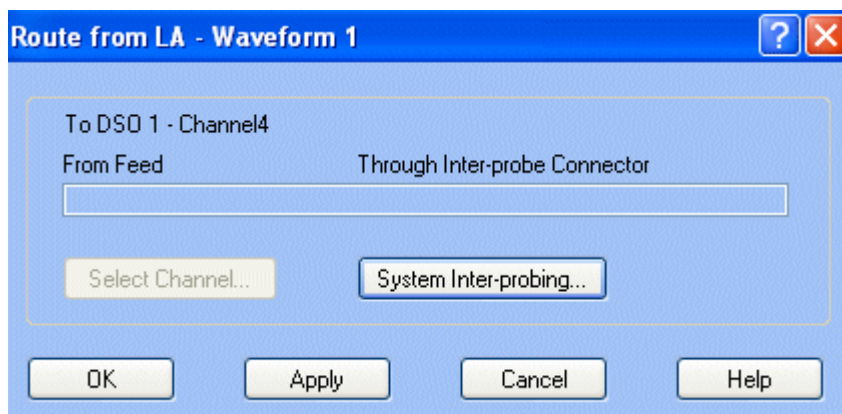 Route from LA - Waveform 1
To DSO 1 - Channel4
From Feed Through Inter-probe Connector
Select Channel... System Inter-probing...
OK Apply Cancel Help